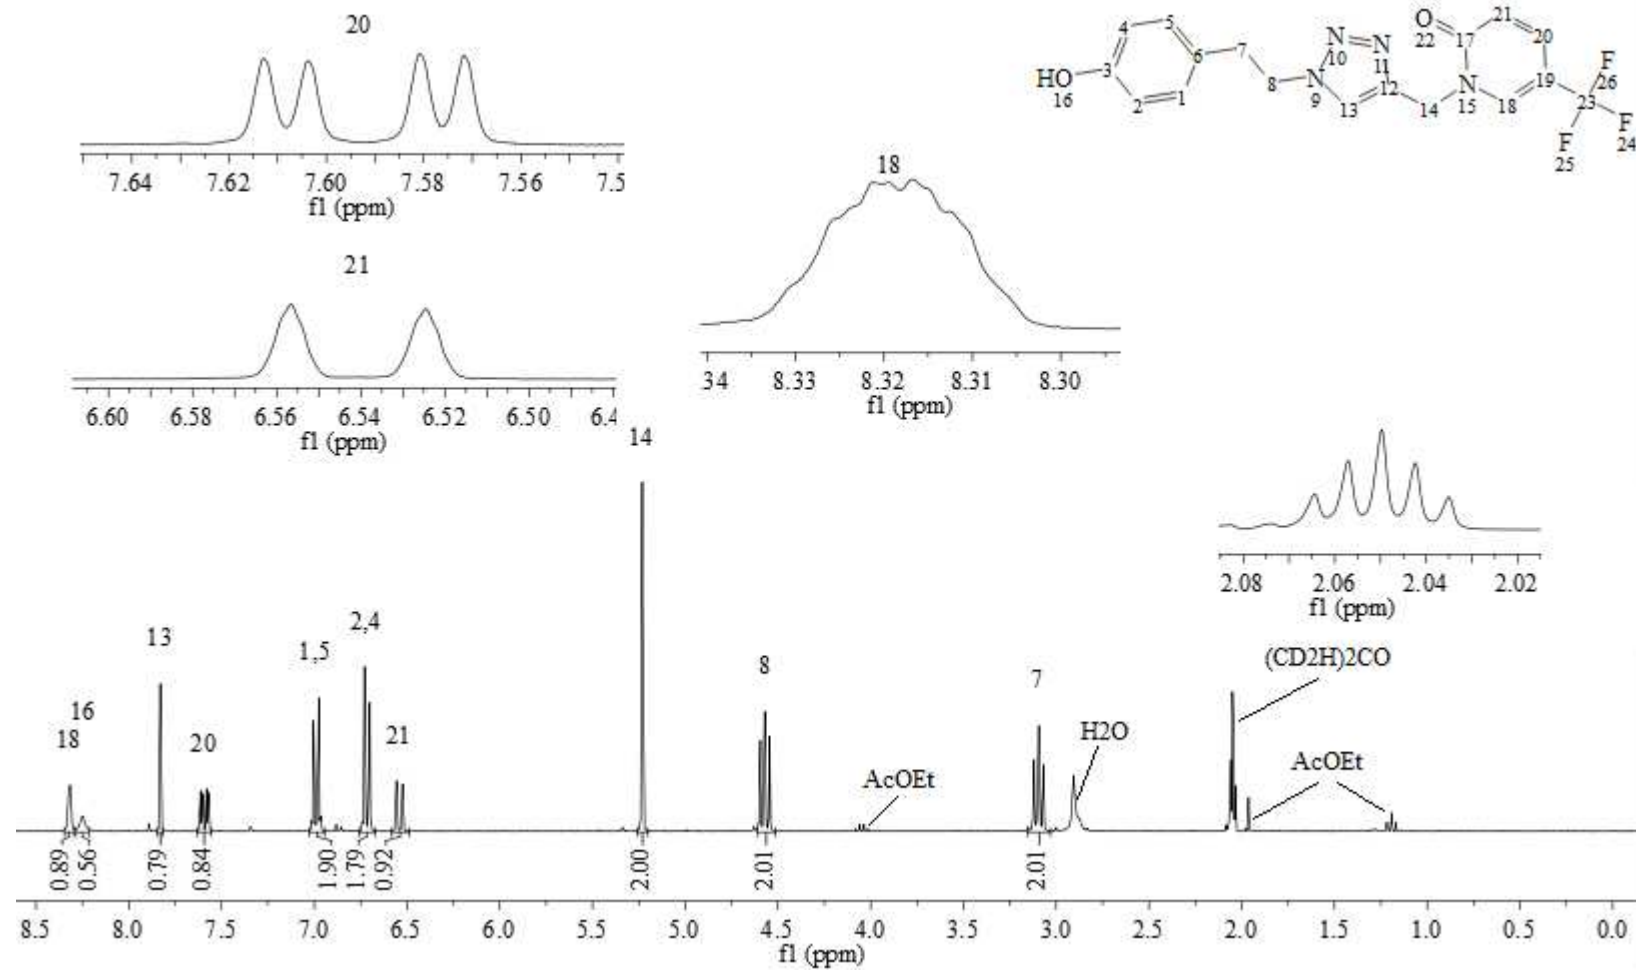 20
7.64 7.62 7.60 7.58 7.56 7.5
f1 (ppm)
21
6.60 6.58 6.56 6.54 6.52 6.50 6.4
f1 (ppm)
18
34 8.33 8.32 8.31 8.30
f1 (ppm)
O 22 17 21 20
4 5 6 7 8 N 9 N 10 N 11 12 13 14 N 15 18 19 23
HO 16 3 2 1
F 26 F 24 F 25
2.08 2.06 2.04 2.02
f1 (ppm)
18
16
13
20
1,5
2,4
21
14
8
AcOEt
7
H2O
(CD2H)2CO
AcOEt
0.89 0.56 0.79 0.84 1.90 1.79 0.92 2.00 2.01 2.01
8.5 8.0 7.5 7.0 6.5 6.0 5.5 5.0 4.5 4.0 3.5 3.0 2.5 2.0 1.5 1.0 0.5 0.0
f1 (ppm)